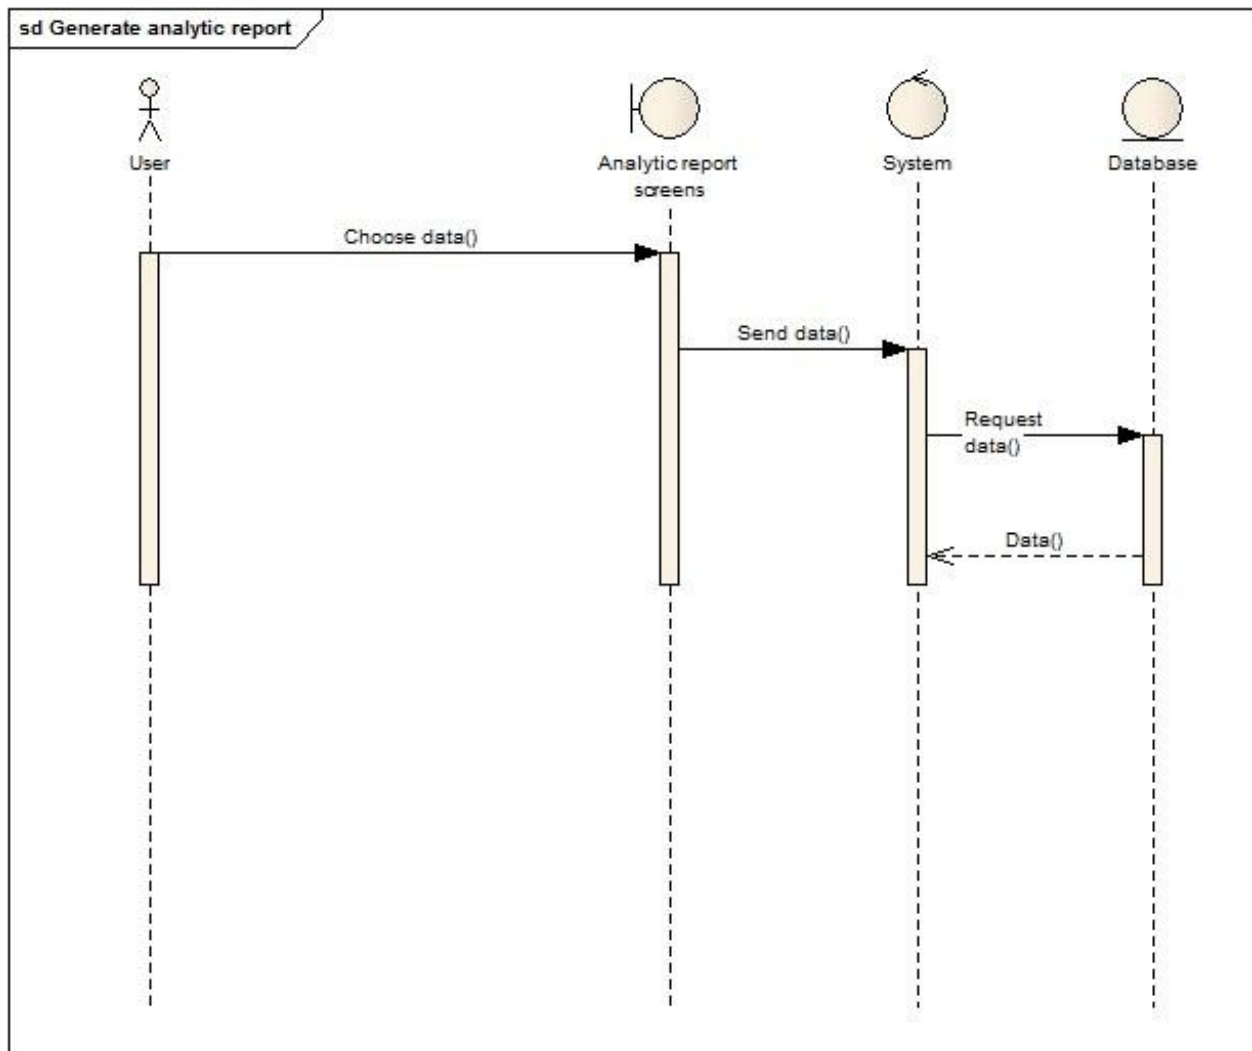 sd Generate analytic report
User
Analytic report
screens
System
Database
Choose data()
Send data()
Request
data()
Data()